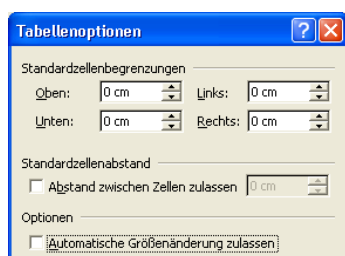 Tabellenoptionen
Standardzellenbegrenzungen
Oben: 0 cm Links: 0 cm
Unten: 0 cm Rechts: 0 cm
Standardzellenabstand
Abstand zwischen Zellen zulassen 0 cm
Optionen
Automatische Größenänderung zulassen